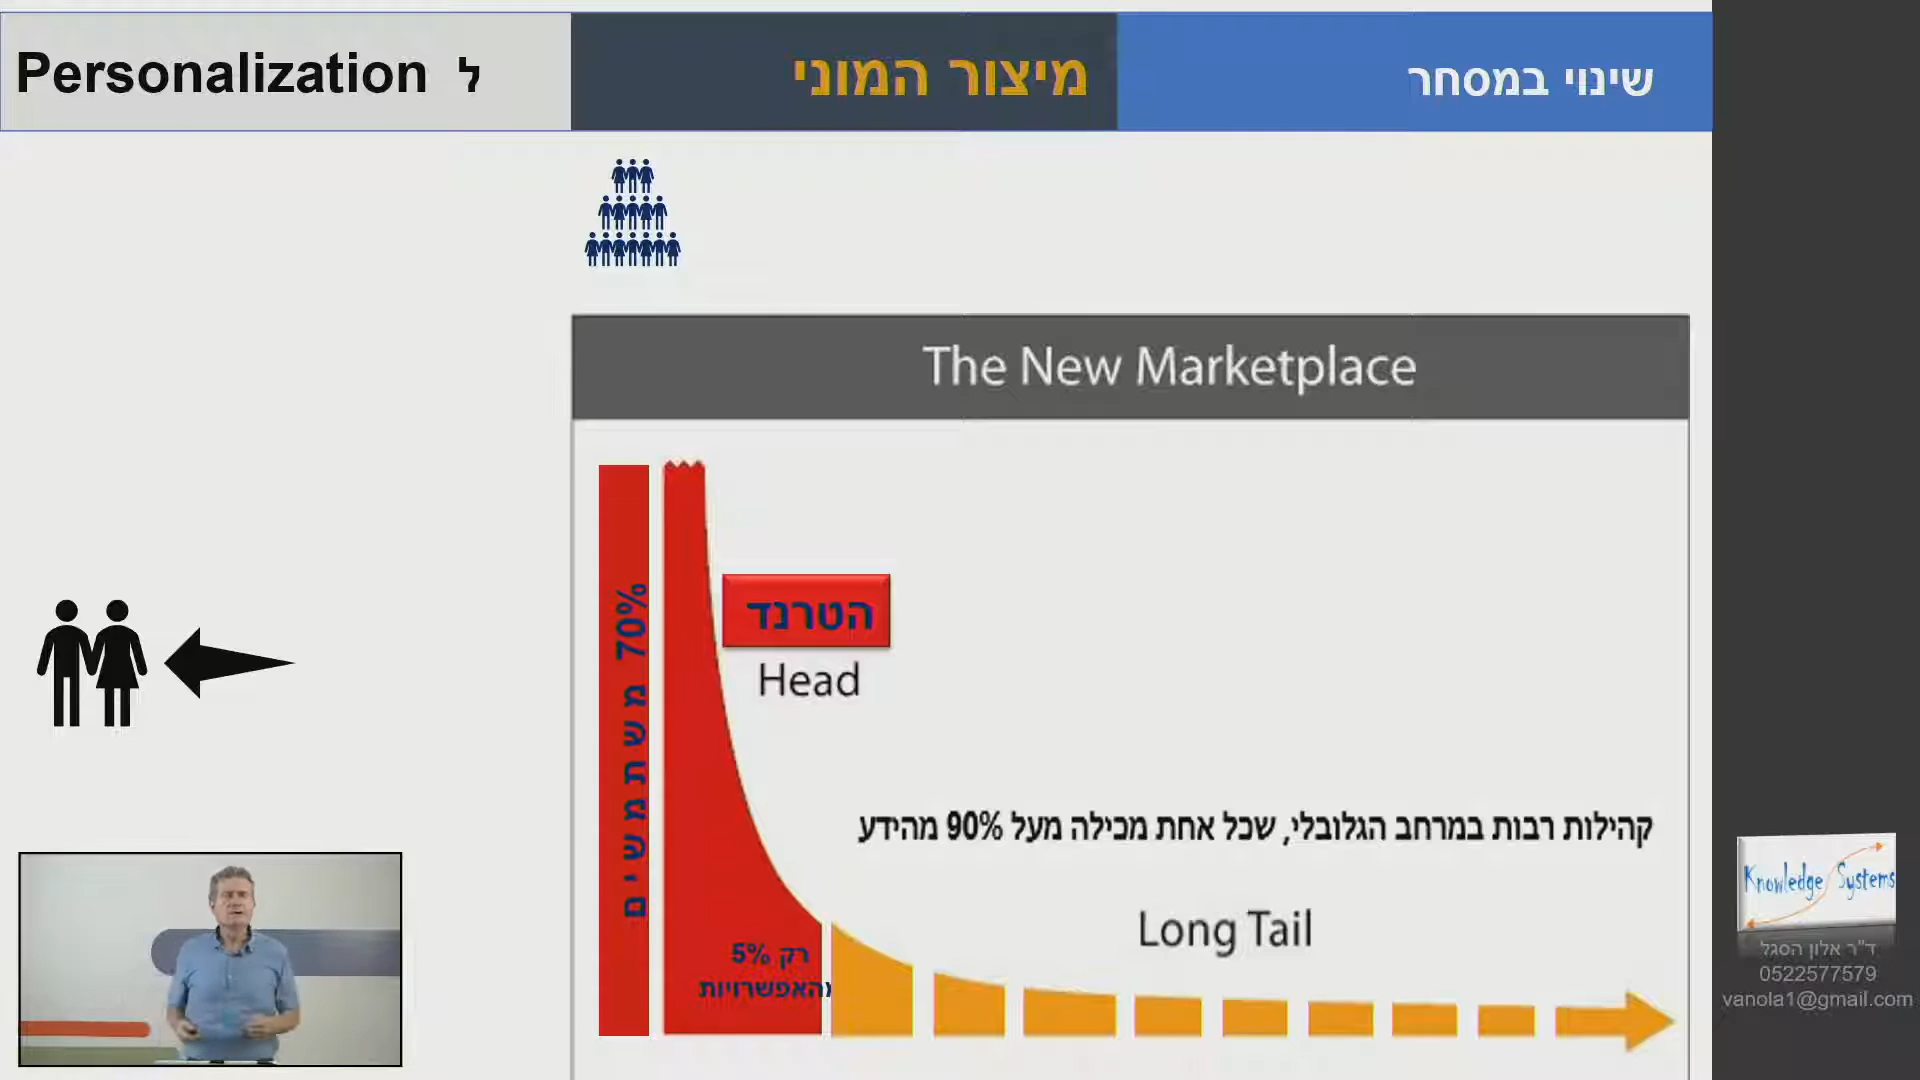 שינוי במסחר
מיצור המוני
ל Personalization
The New Marketplace
70% משתמשים
הטרנד
Head
קהילות רבות במרחב הגלובלי, שכל אחת מכילה מעל 90% מהידע
Long Tail
רק 5%
מהאפשרויות
Knowledge Systems
ד"ר אלון הסגל
0522577579
vanola1@gmail.com